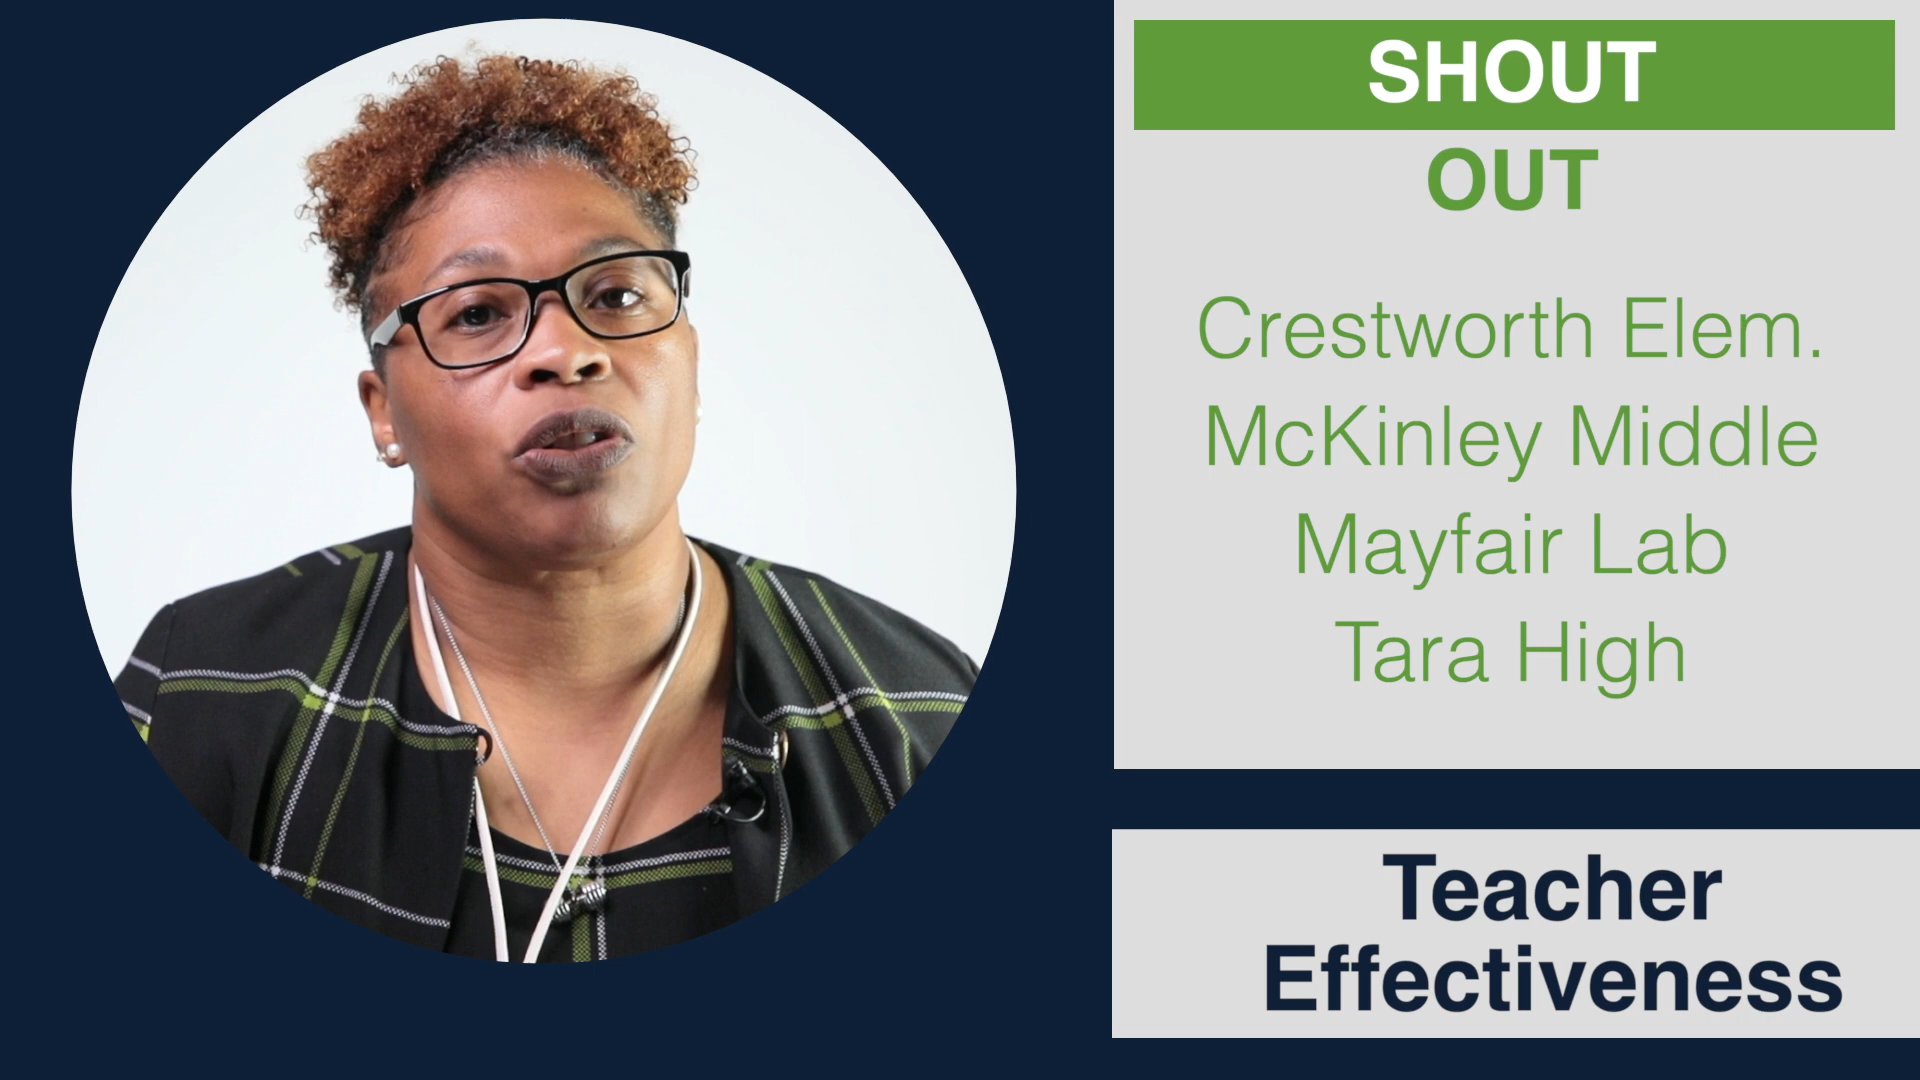 SHOUT
OUT
Crestworth Elem.
McKinley Middle
Mayfair Lab
Tara High
Teacher
Effectiveness